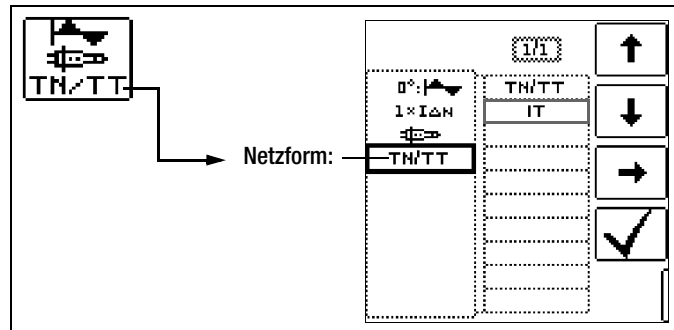 TN/TT
1/1
0°:
TN/TT
1×IΔN
IT
Netzform:
TN/TT